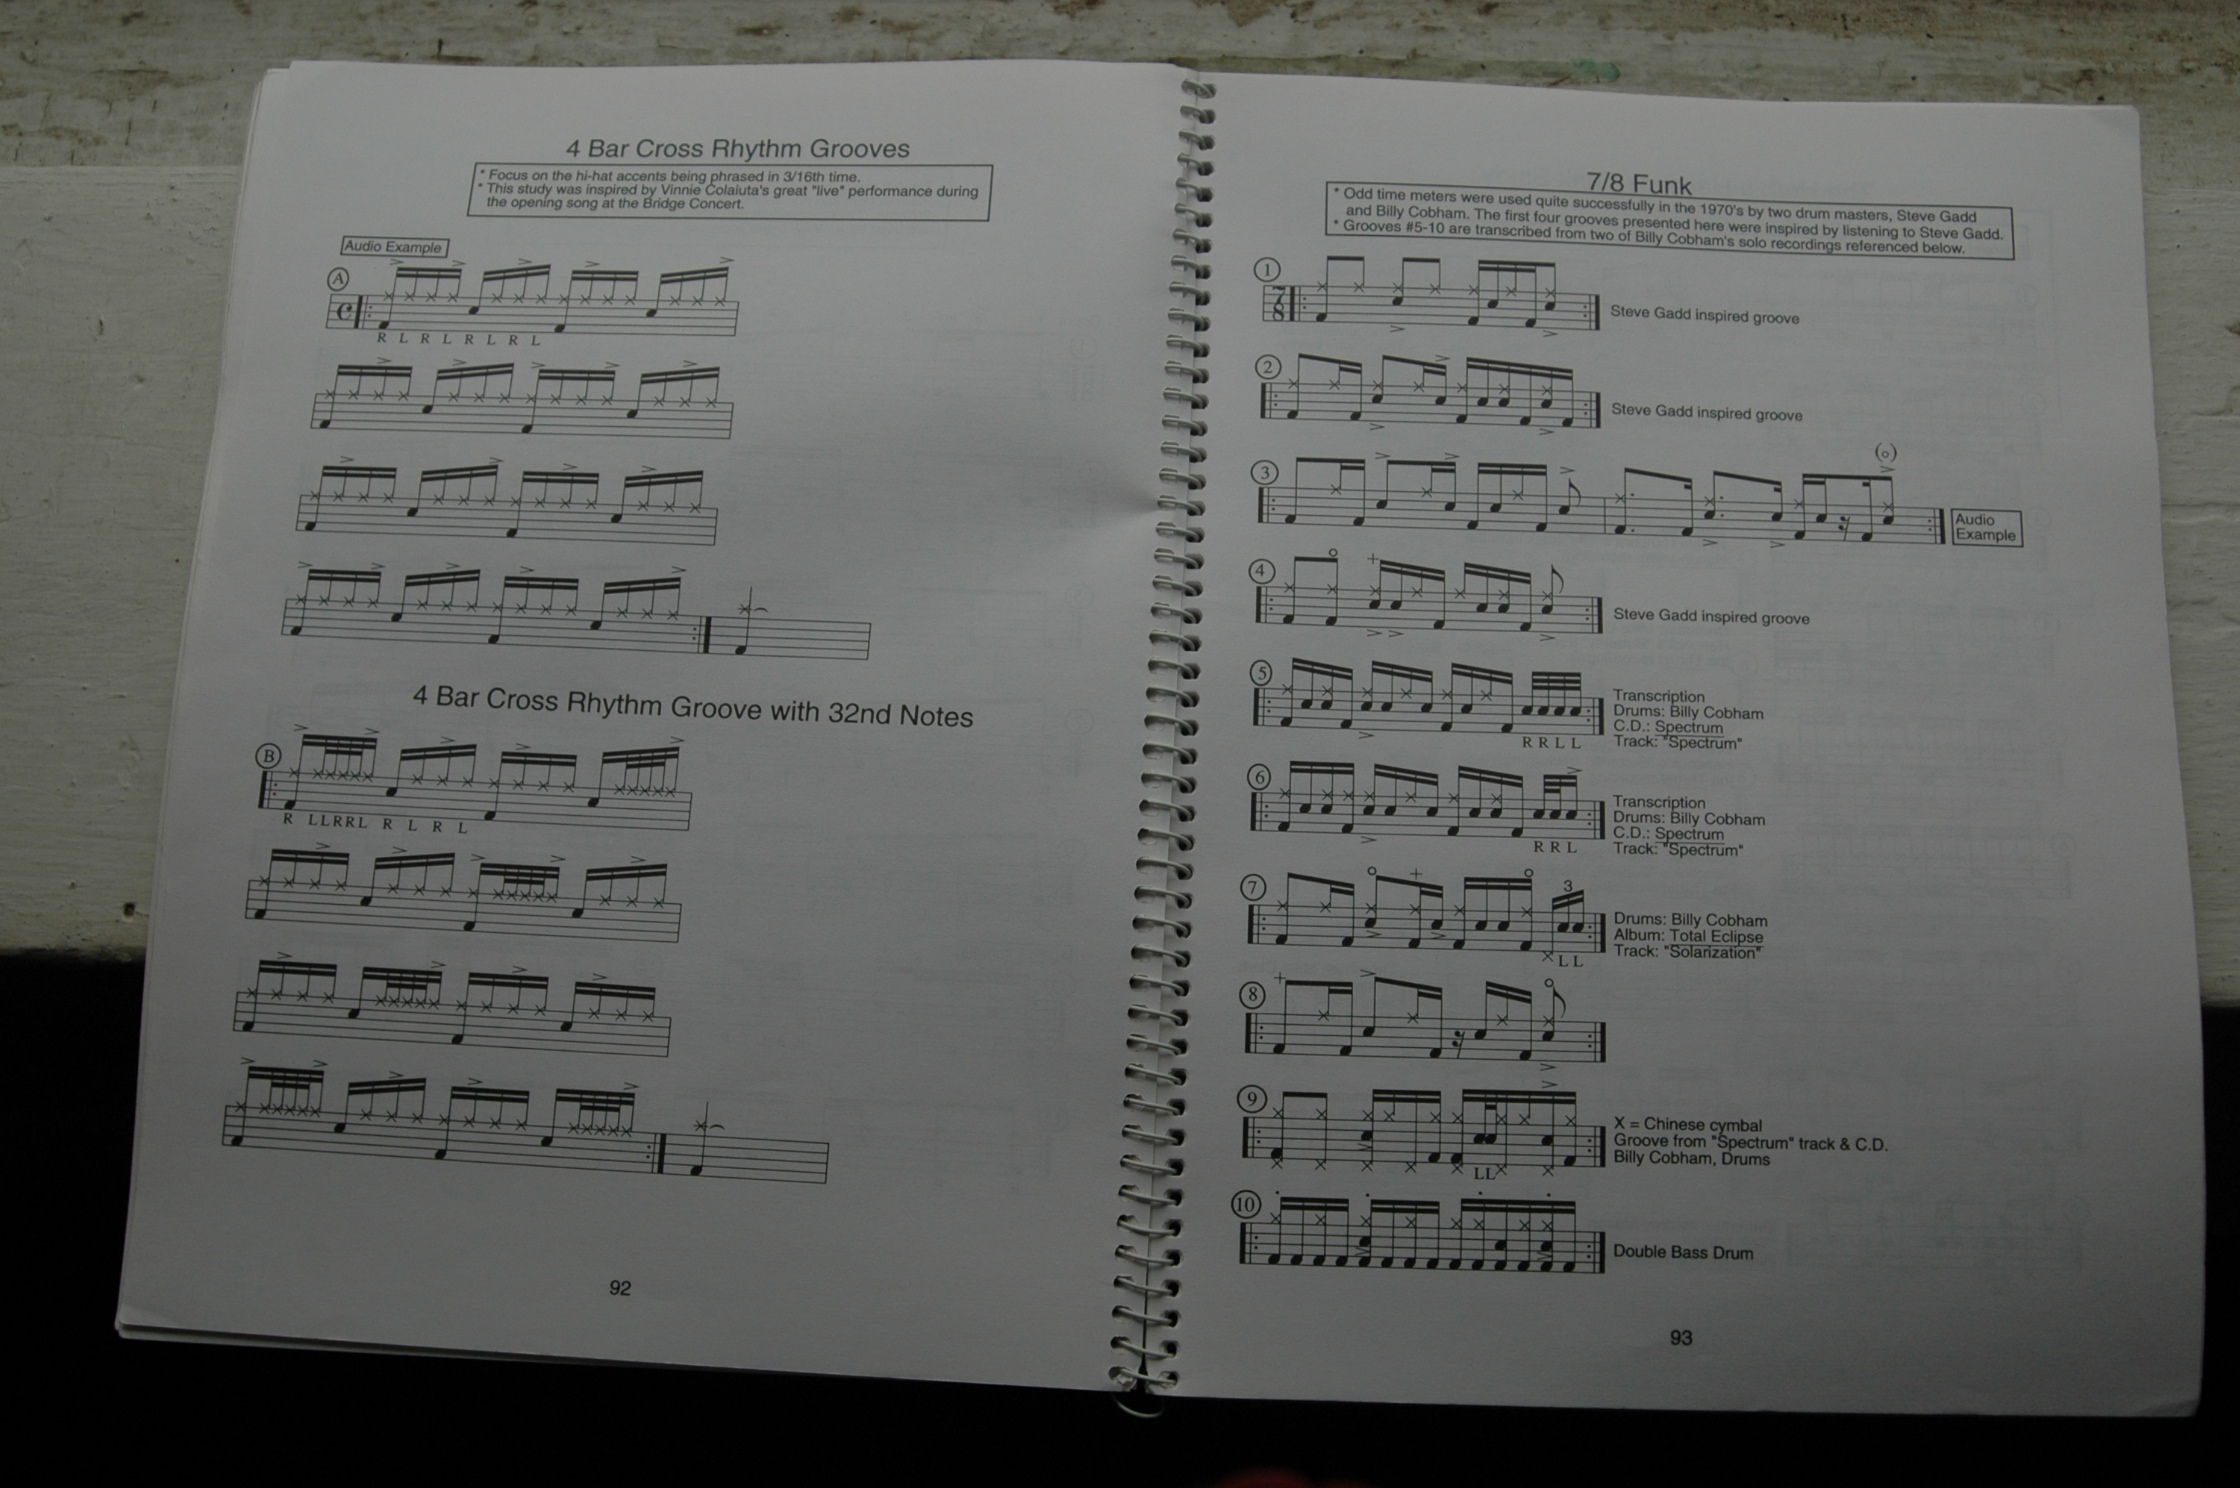 4 Bar Cross Rhythm Grooves
* Focus on the hi-hat accents being phrased in 3/16th time.
* This study was inspired by Vinnie Colaiuta's great "live" performance during
the opening song at the Bridge Concert.
Audio Example
A
R L R L R L R L
4 Bar Cross Rhythm Groove with 32nd Notes
B
R LLRRL R L R L
92
7/8 Funk
* Odd time meters were used quite successfully in the 1970's by two drum masters, Steve Gadd
and Billy Cobham. The first four grooves presented here were inspired by listening to Steve Gadd.
* Grooves #5-10 are transcribed from two of Billy Cobham's solo recordings referenced below.
1
7
8
Steve Gadd inspired groove
2
Steve Gadd inspired groove
3
Audio
Example
4
Steve Gadd inspired groove
5
Transcription
Drums: Billy Cobham
C.D.: Spectrum
Track: "Spectrum"
R R L L
6
Transcription
Drums: Billy Cobham
C.D.: Spectrum
Track: "Spectrum"
R R L
7
3
Drums: Billy Cobham
Album: Total Eclipse
Track: "Solarization"
L L
8
9
X = Chinese cymbal
Groove from "Spectrum" track & C.D.
Billy Cobham, Drums
LL
10
Double Bass Drum
93